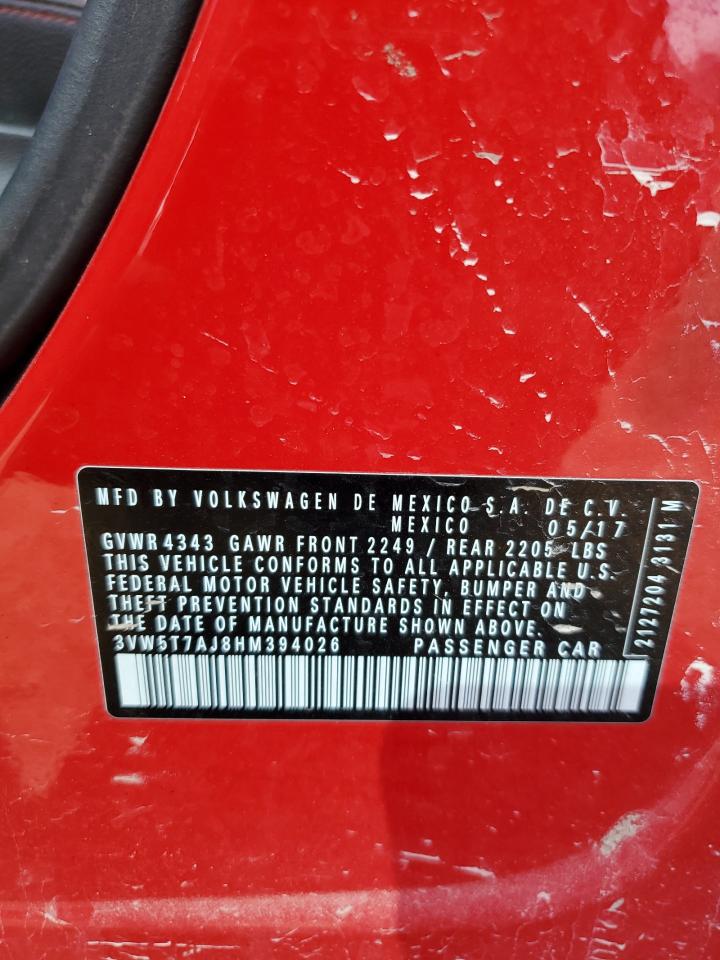 MFD BY VOLKSWAGEN DE MEXICO S.A. DE C.V.
MEXICO 05/17
GVWR 4343 GAWR FRONT 2249 / REAR 2205 LBS
THIS VEHICLE CONFORMS TO ALL APPLICABLE U.S.
FEDERAL MOTOR VEHICLE SAFETY, BUMPER AND
THEFT PREVENTION STANDARDS IN EFFECT ON
THE DATE OF MANUFACTURE SHOWN ABOVE.
3VW5T7AJ8HM394026 PASSENGER CAR
2127204 3131 M